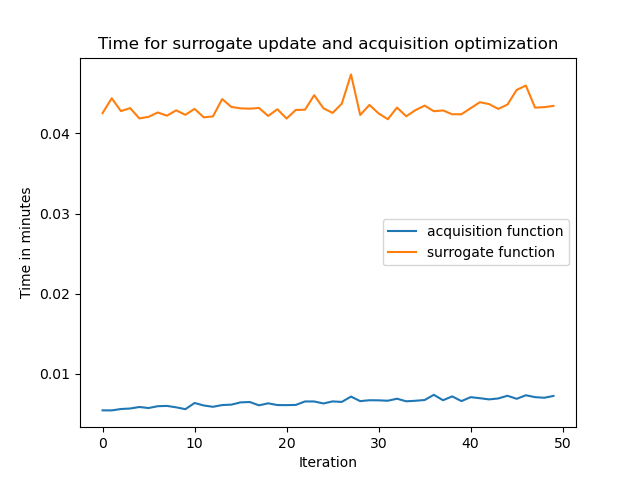 Time for surrogate update and acquisition optimization
0.04
0.03
0.02
0.01
Time in minutes
acquisition function
surrogate function
0 10 20 30 40 50
Iteration